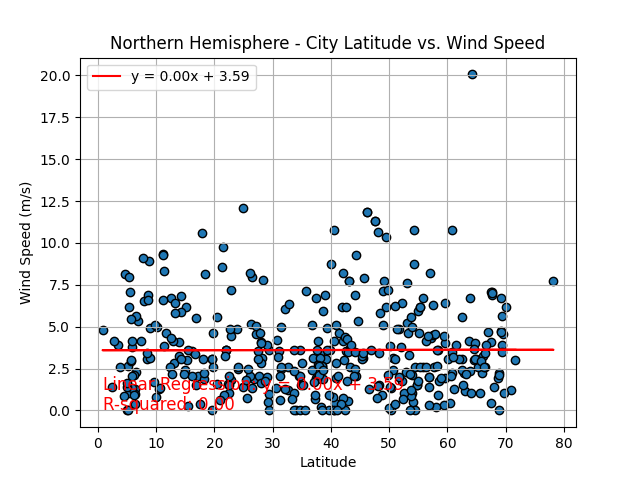 Northern Hemisphere - City Latitude vs. Wind Speed
y = 0.00x + 3.59
20.0
17.5
15.0
12.5
10.0
7.5
5.0
2.5
0.0
Wind Speed (m/s)
Linear Regression: y = 0.00x + 3.59
R-squared: 0.00
0 10 20 30 40 50 60 70 80
Latitude